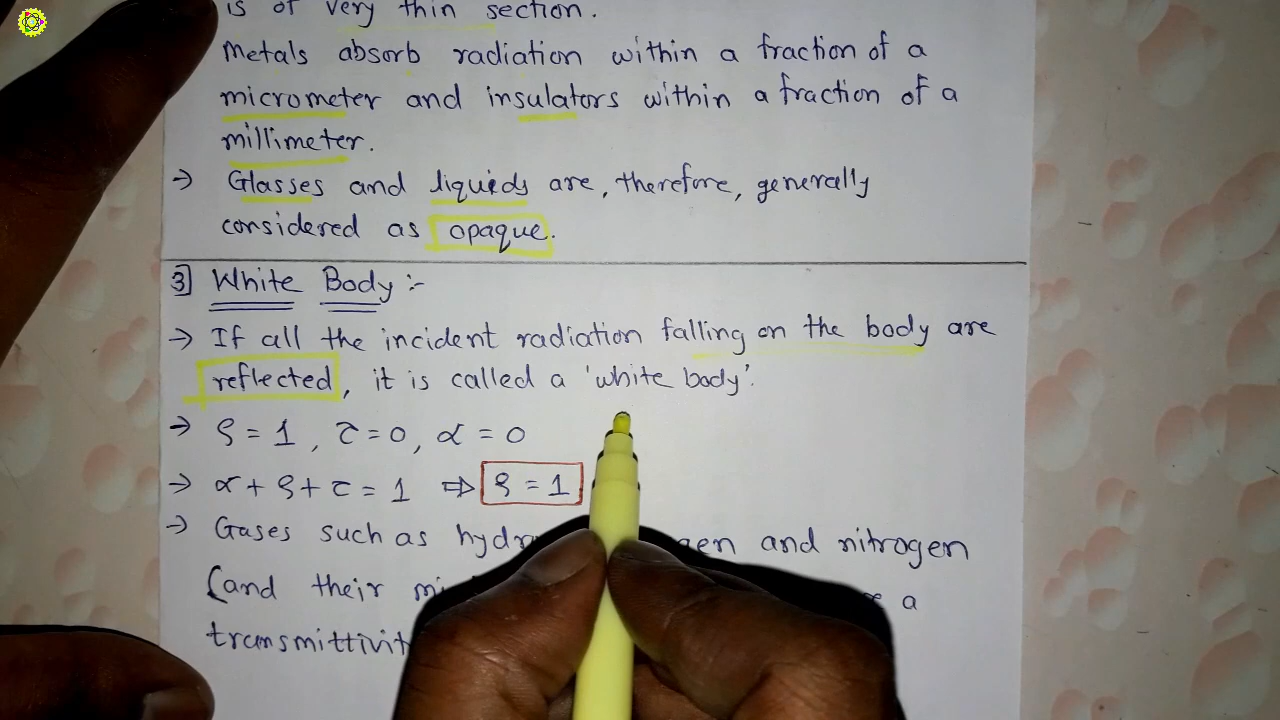 is of very thin section.
Metals absorb radiation within a fraction of a
micrometer and insulators within a fraction of a
millimeter.
→ Glasses and liquids are, therefore, generally
considered as opaque.
3] White Body :-
→ If all the incident radiation falling on the body are
reflected, it is called a 'white body'.
→ ρ = 1, τ = 0, α = 0
→ α + ρ + τ = 1 ⇒ ρ = 1
→ Gases such as and nitrogen
(and their a